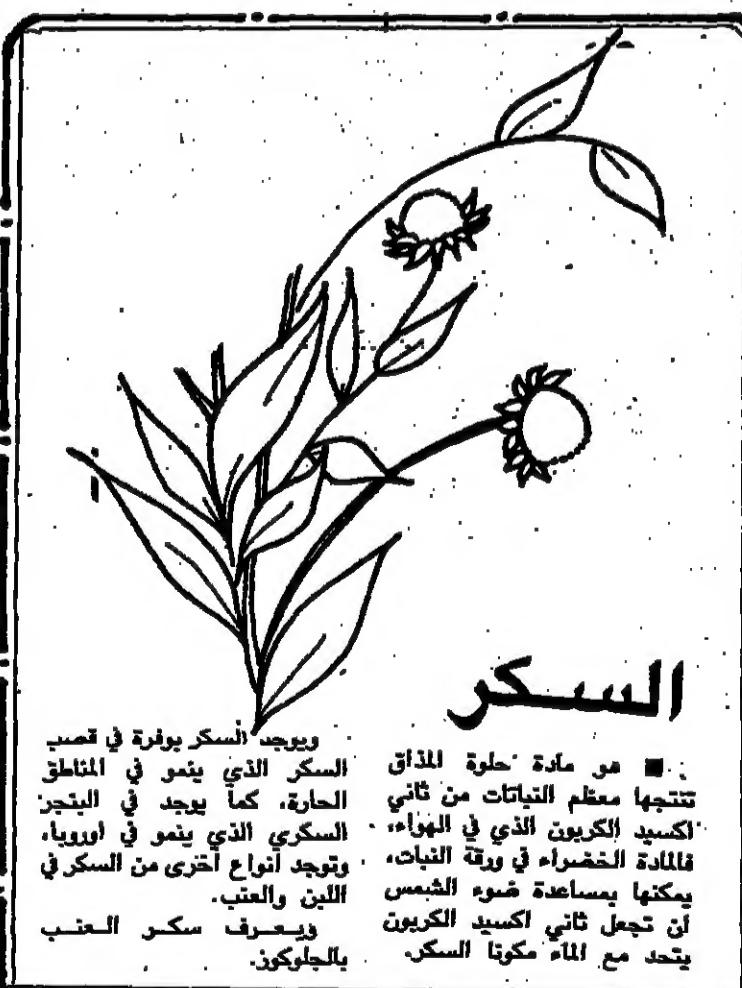 السكر
■ هو مادة حلوة المذاق
تنتجها معظم النباتات من ثاني
اكسيد الكربون الذي في الهواء،
فالمادة الخضراء في ورقة النبات،
يمكنها بمساعدة ضوء الشمس
أن تجعل ثاني اكسيد الكربون
يتحد مع الماء مكونا السكر.
ويوجد السكر بوفرة في قصب
السكر الذي ينمو في المناطق
الحارة، كما يوجد في البنجر
السكري الذي ينمو في اوروبا،
وتوجد أنواع أخرى من السكر في
اللبن والعنب.
ويعرف سكر العنب
بالجلوكوز.